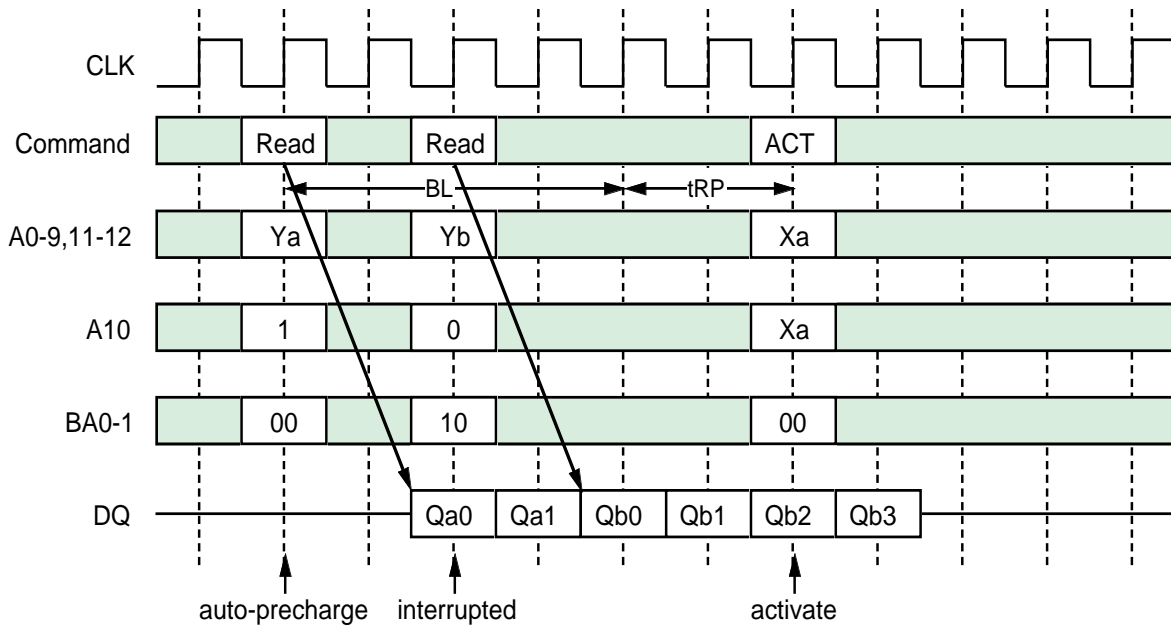 CLK
Command Read Read ACT
BL tRP
A0-9,11-12 Ya Yb Xa
A10 1 0 Xa
BA0-1 00 10 00
DQ Qa0 Qa1 Qb0 Qb1 Qb2 Qb3
auto-precharge interrupted activate